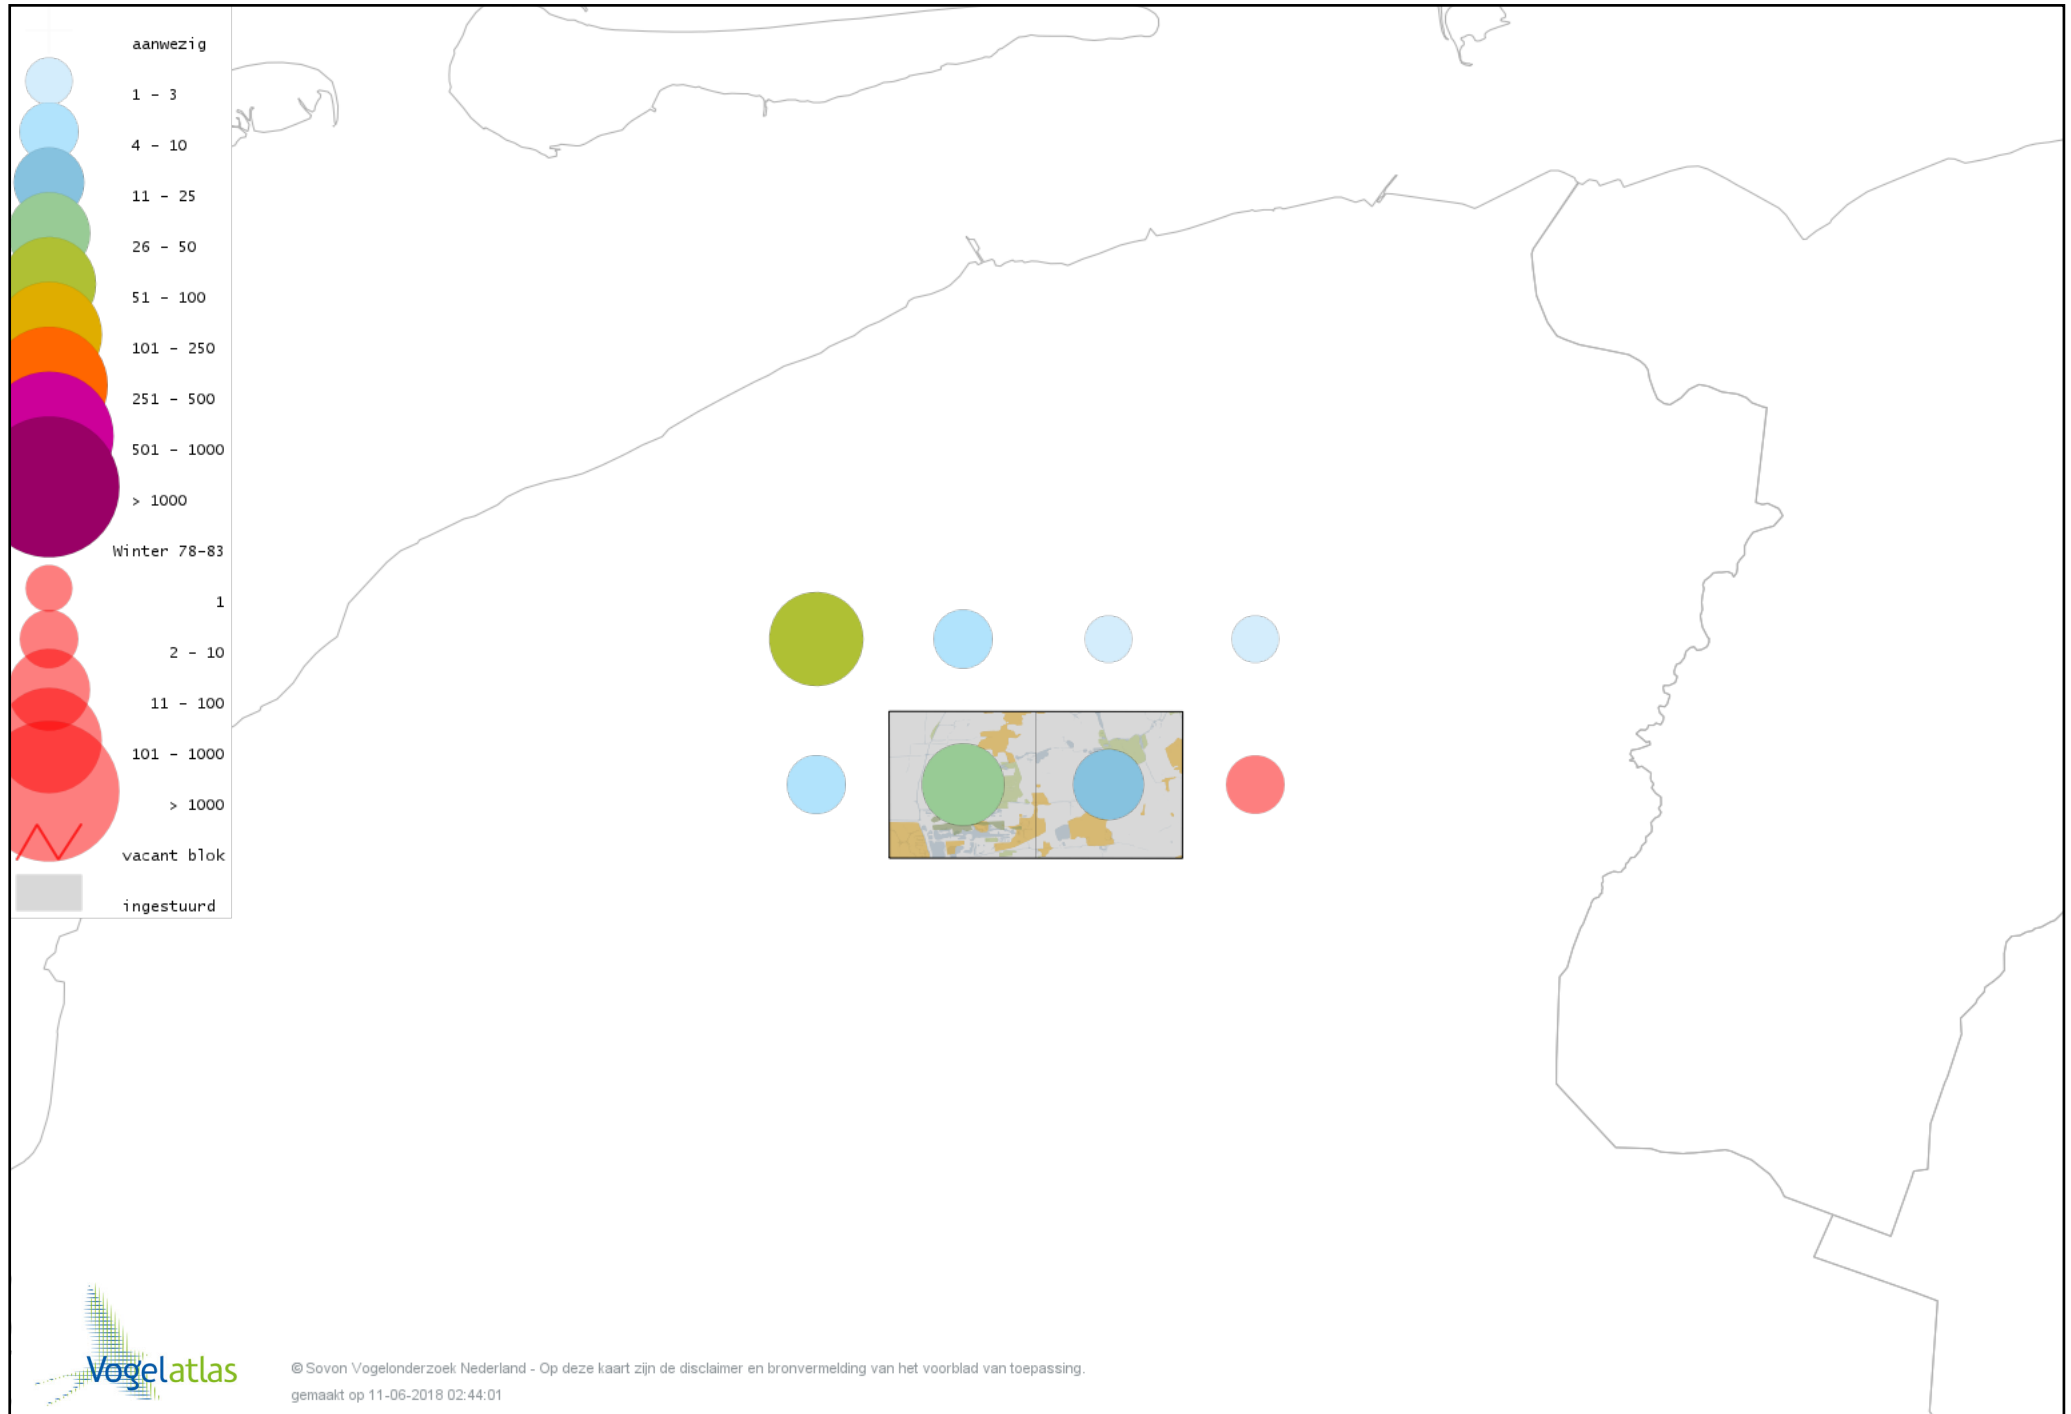 aanwezig
1 – 3
4 – 10
11 – 25
26 – 50
51 – 100
101 – 250
251 – 500
501 – 1000
> 1000
Winter 78-83
1
2 – 10
11 – 100
101 – 1000
> 1000
vacant blok
ingestuurd
Vogelatlas
© Sovon Vogelonderzoek Nederland - Op deze kaart zijn de disclaimer en bronvermelding van het voorblad van toepassing.
gemaakt op 11-06-2018 02:44:01